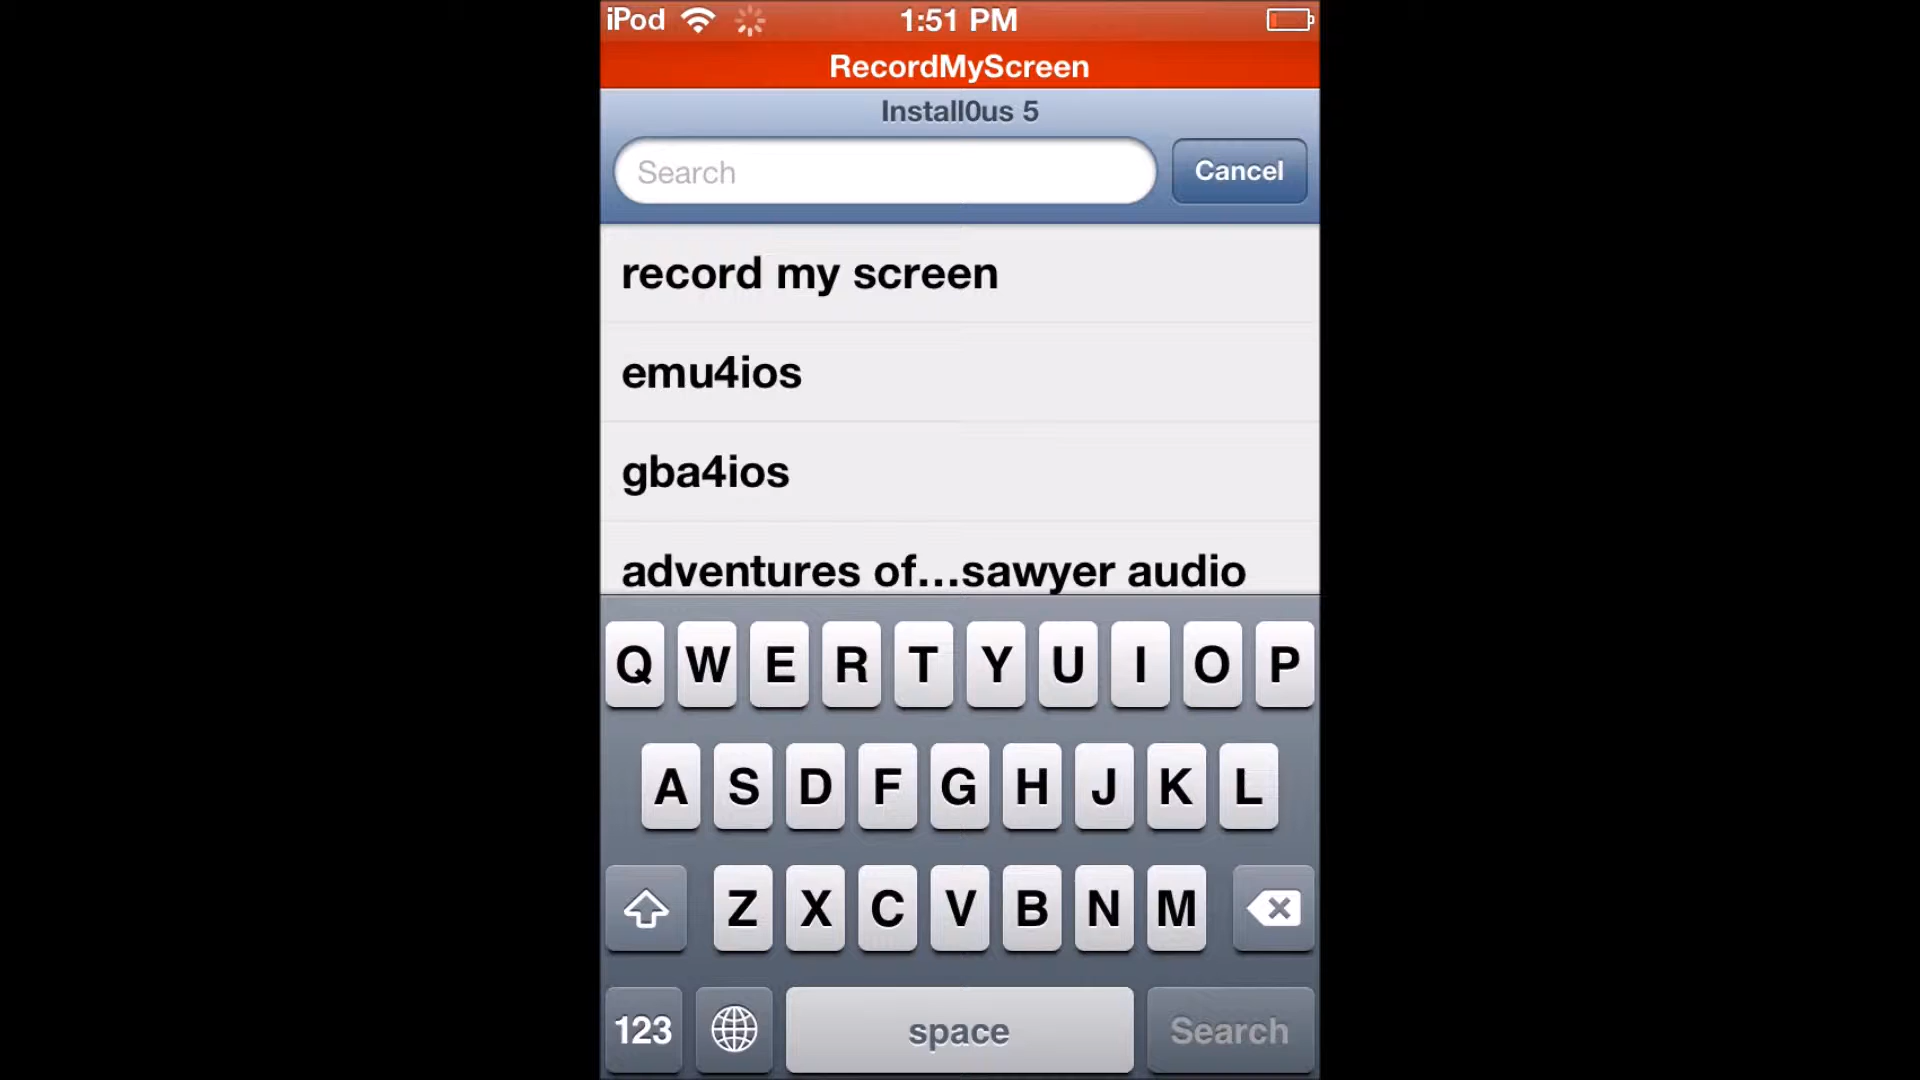 iPod 1:51 PM
RecordMyScreen
Install0us 5
Search Cancel
record my screen
emu4ios
gba4ios
adventures of...sawyer audio
Q W E R T Y U I O P
A S D F G H J K L
Z X C V B N M
123 space Search